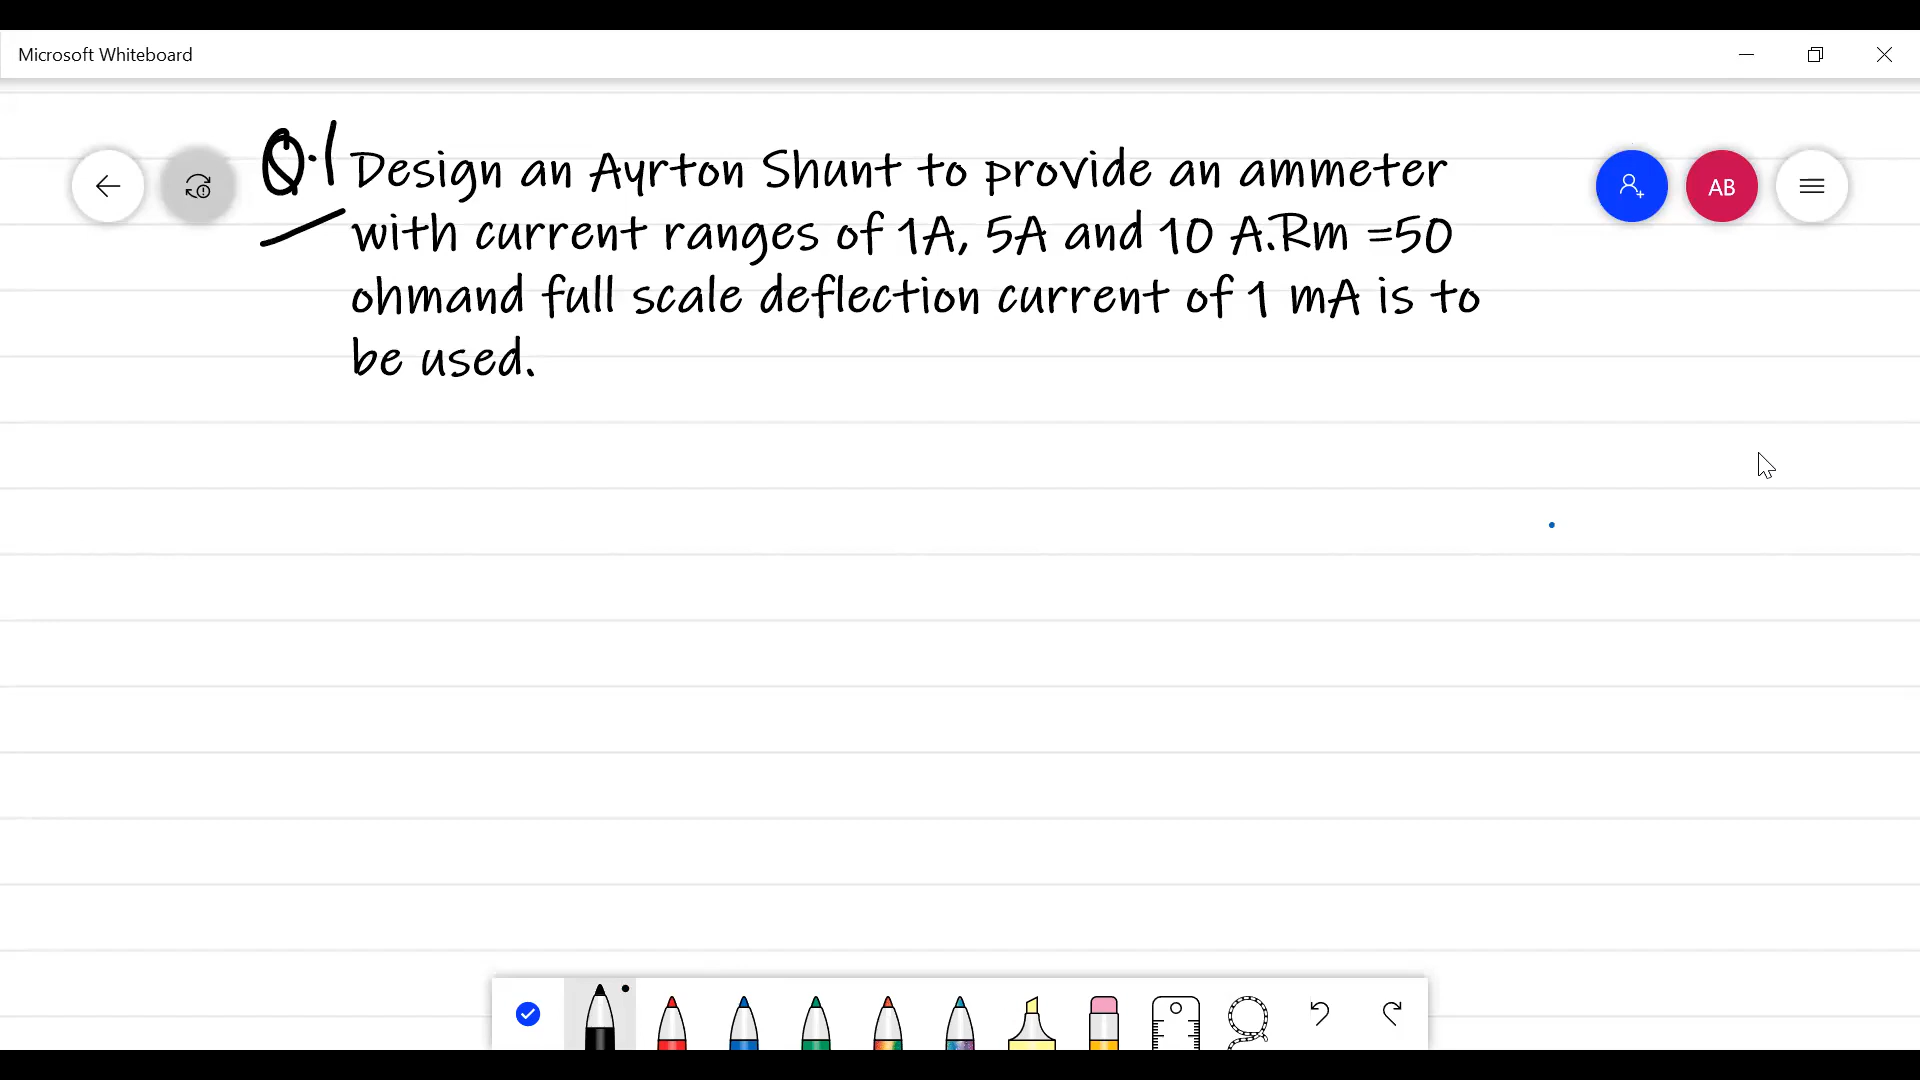 Microsoft Whiteboard
Q.1 Design an Ayrton Shunt to provide an ammeter
with current ranges of 1A, 5A and 10 A.Rm =50
ohmand full scale deflection current of 1 mA is to
be used.
AB